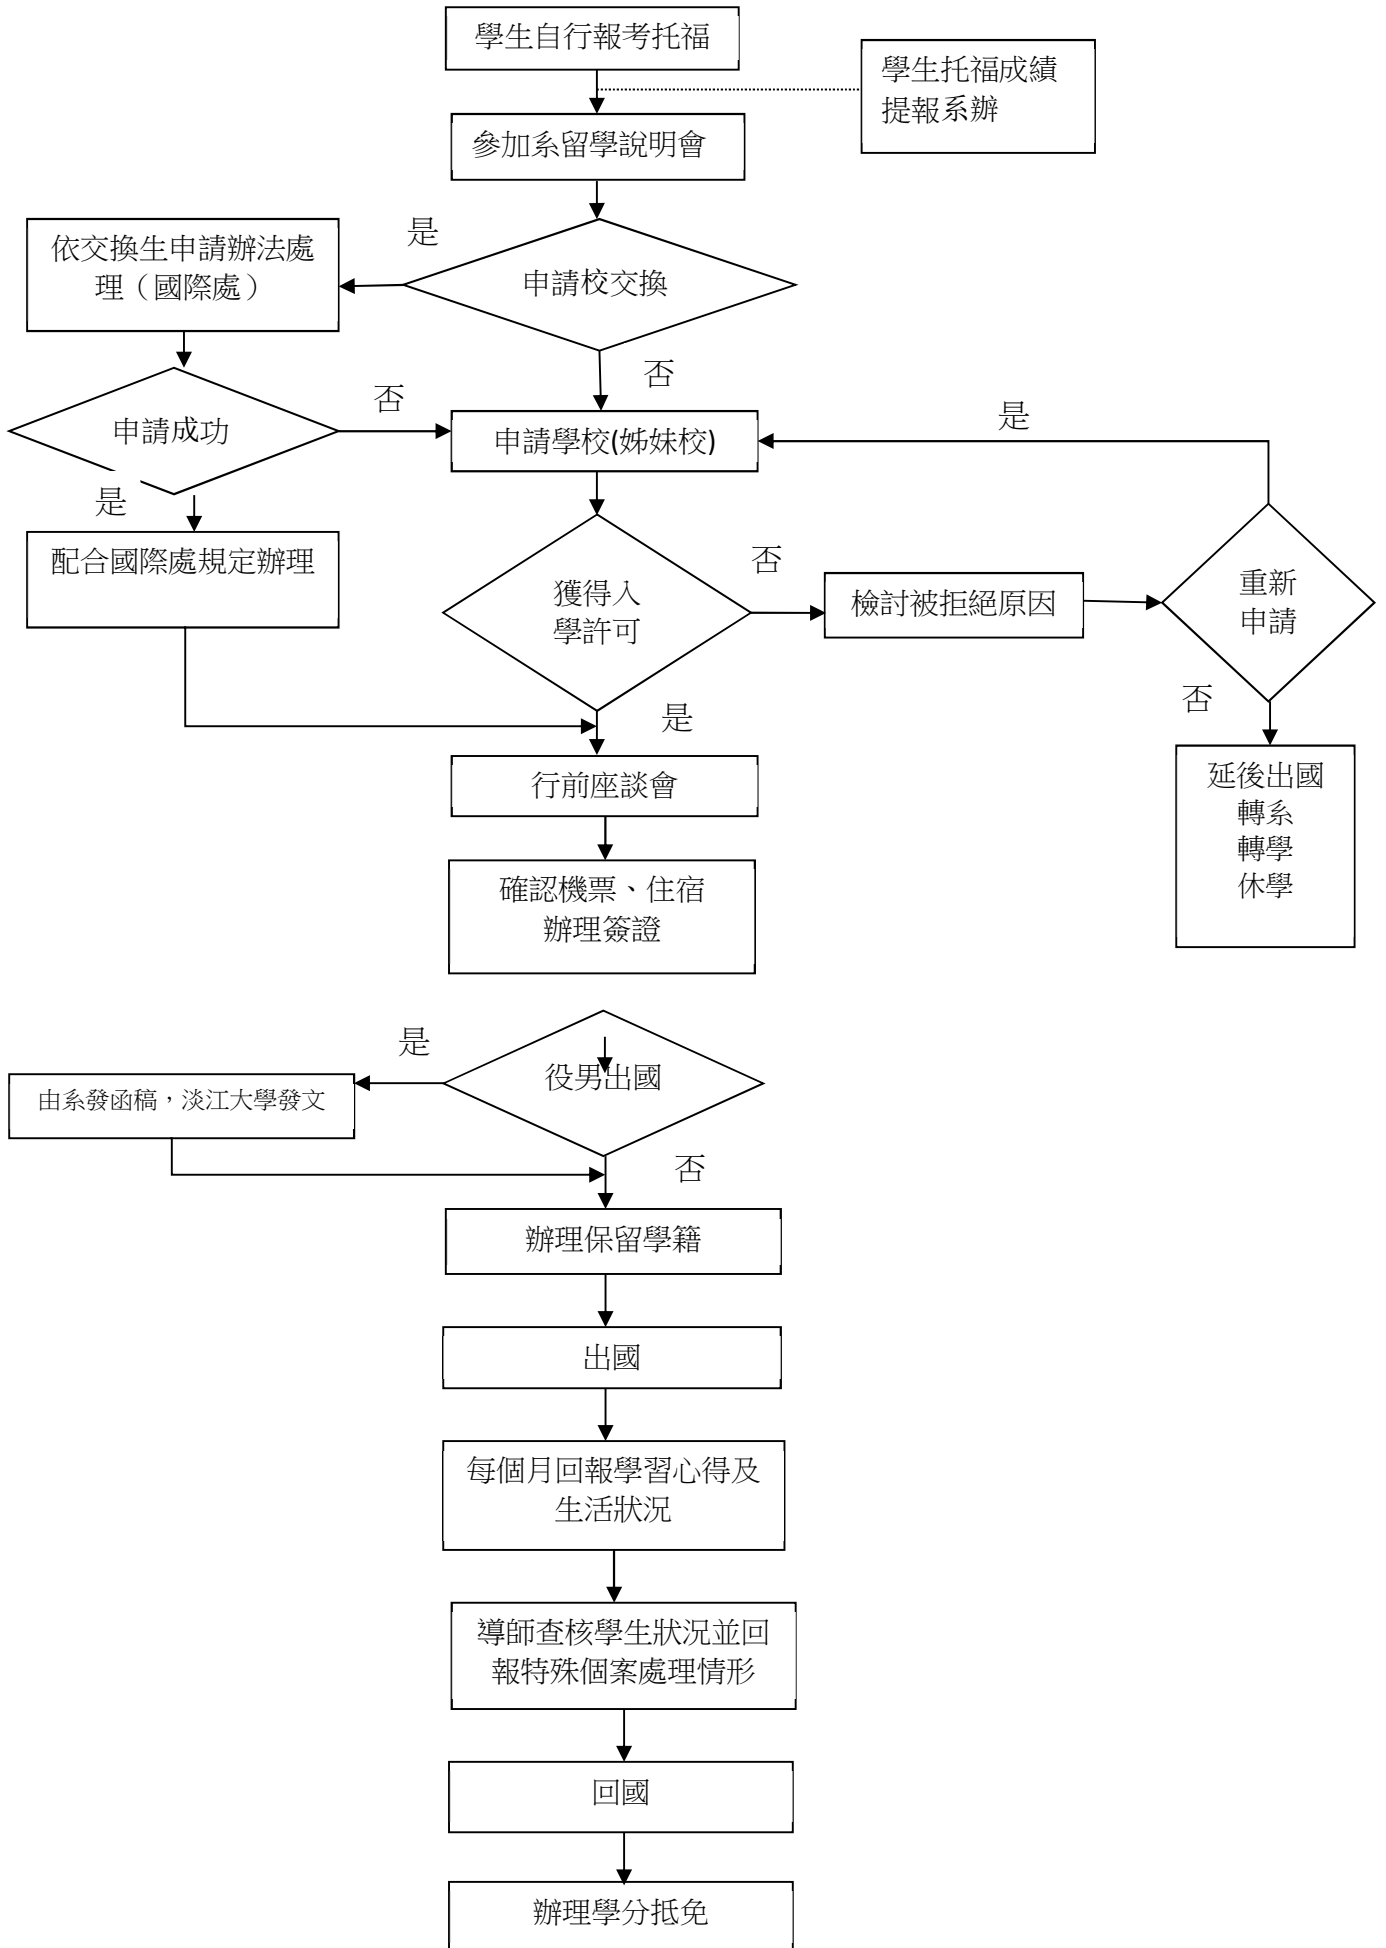 學生自行報考托福
學生托福成績
提報系辦
參加系留學說明會
是
依交換生申請辦法處
理（國際處）
申請校交換
否
否
申請成功
申請學校(姊妹校)
是
是
配合國際處規定辦理
獲得入
學許可
否
檢討被拒絕原因
重新
申請
是
否
行前座談會
延後出國
轉系
轉學
休學
確認機票、住宿
辦理簽證
是
役男出國
由系發函稿，淡江大學發文
否
辦理保留學籍
出國
每個月回報學習心得及
生活狀況
導師查核學生狀況並回
報特殊個案處理情形
回國
辦理學分抵免